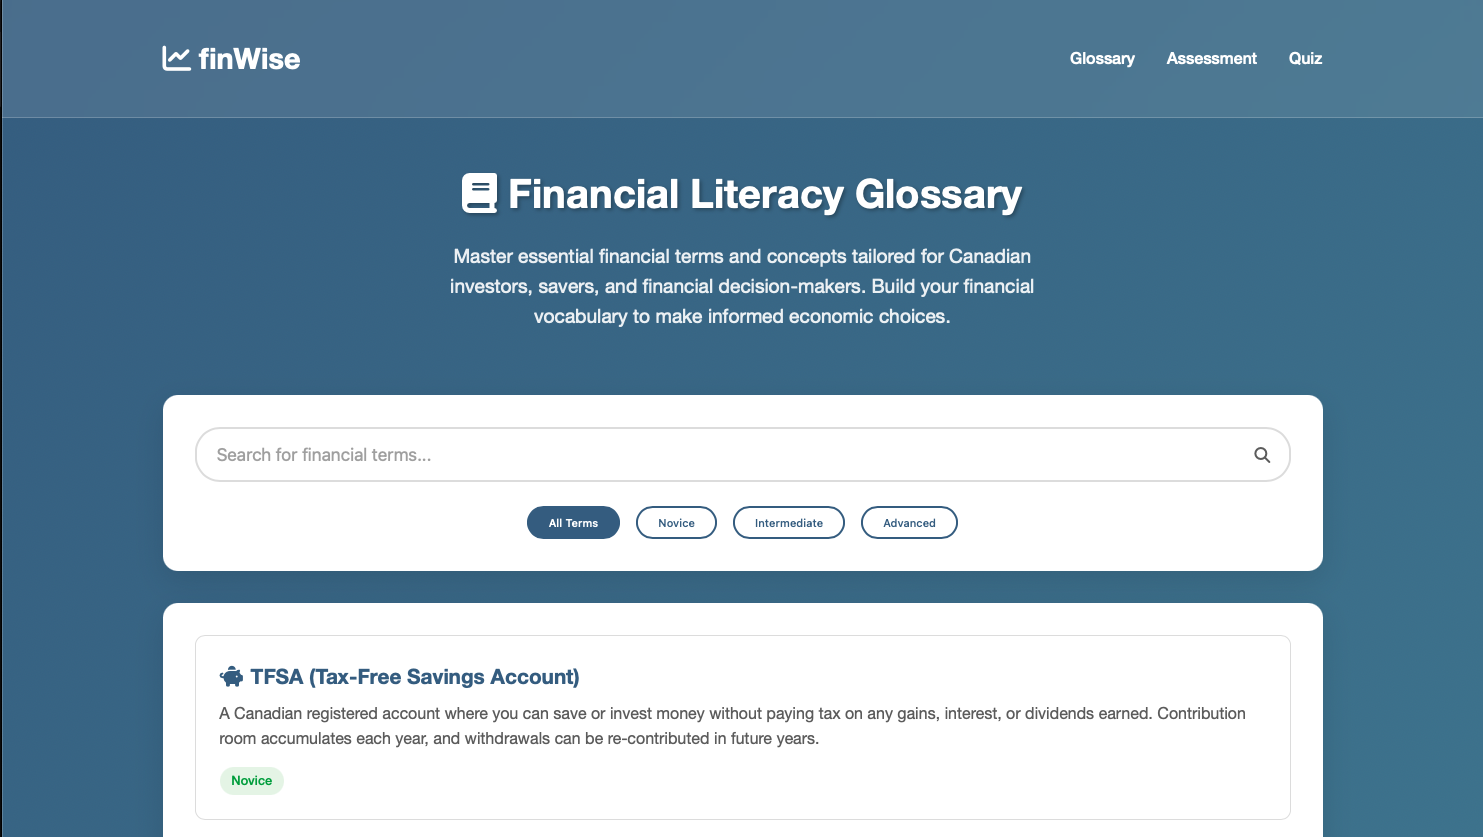 finWise
Glossary
Assessment
Quiz
Financial Literacy Glossary
Master essential financial terms and concepts tailored for Canadian
investors, savers, and financial decision-makers. Build your financial
vocabulary to make informed economic choices.
Search for financial terms...
All Terms
Novice
Intermediate
Advanced
TFSA (Tax-Free Savings Account)
A Canadian registered account where you can save or invest money without paying tax on any gains, interest, or dividends earned. Contribution
room accumulates each year, and withdrawals can be re-contributed in future years.
Novice